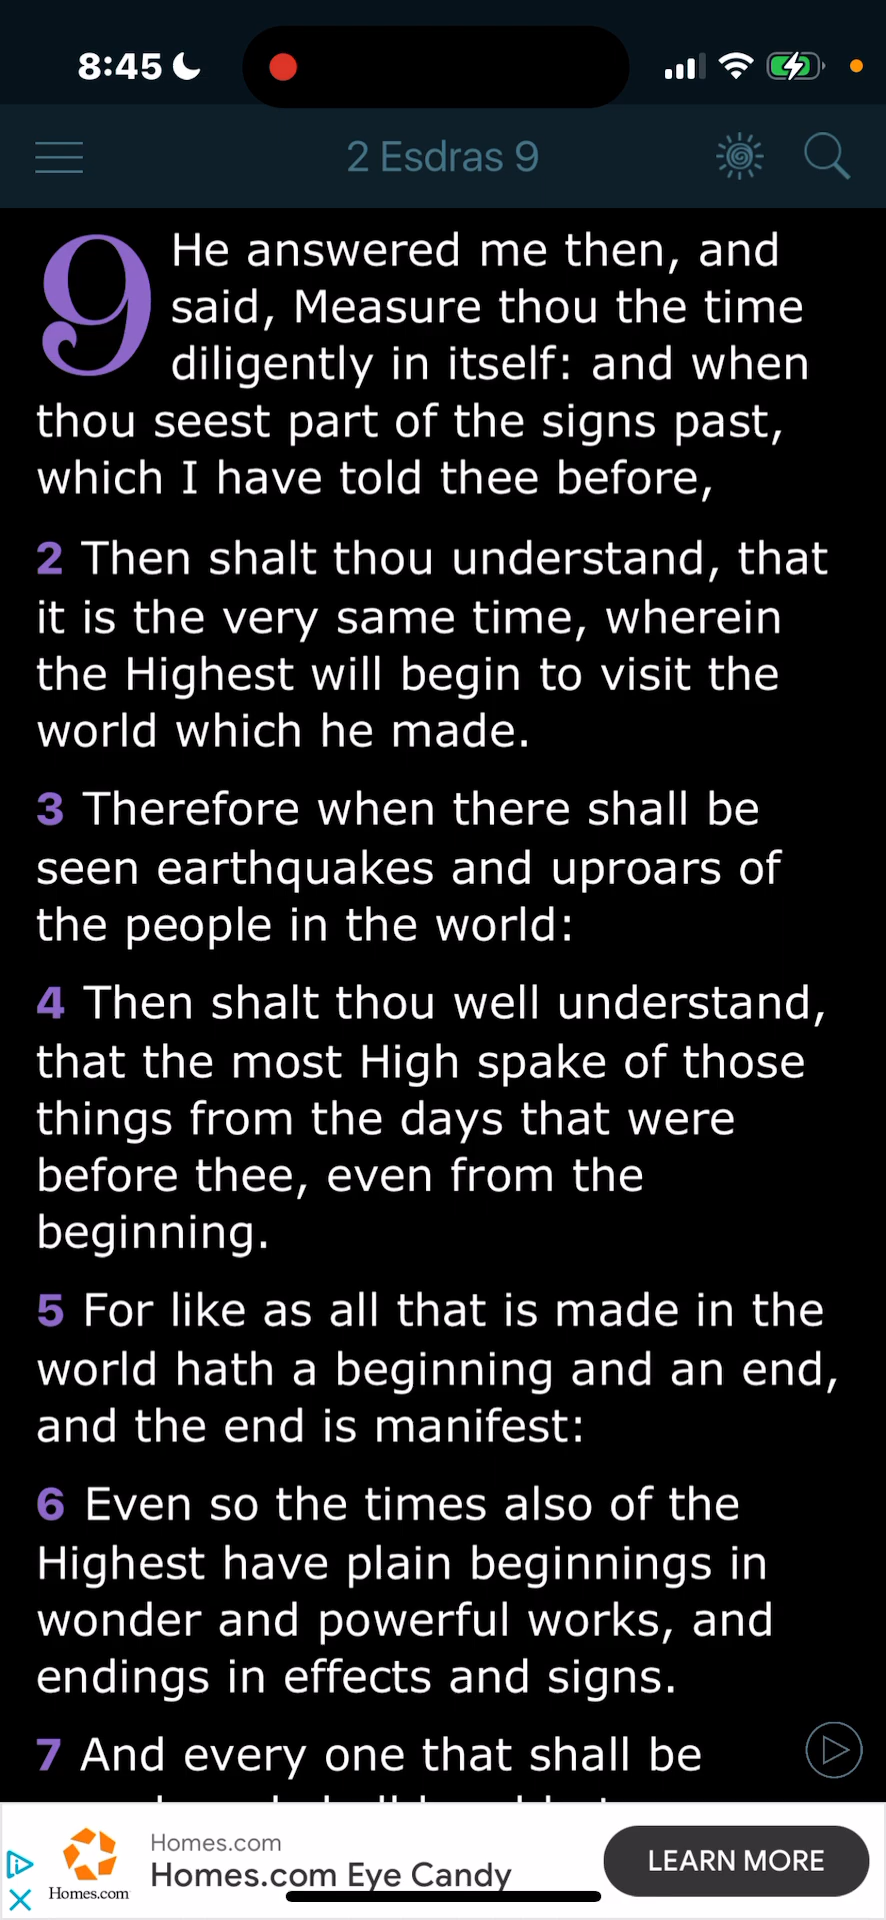 8:45
2 Esdras 9
9 He answered me then, and
said, Measure thou the time
diligently in itself: and when
thou seest part of the signs past,
which I have told thee before,
2 Then shalt thou understand, that
it is the very same time, wherein
the Highest will begin to visit the
world which he made.
3 Therefore when there shall be
seen earthquakes and uproars of
the people in the world:
4 Then shalt thou well understand,
that the most High spake of those
things from the days that were
before thee, even from the
beginning.
5 For like as all that is made in the
world hath a beginning and an end,
and the end is manifest:
6 Even so the times also of the
Highest have plain beginnings in
wonder and powerful works, and
endings in effects and signs.
7 And every one that shall be
Homes.com
Homes.com Eye Candy
Homes.com
LEARN MORE